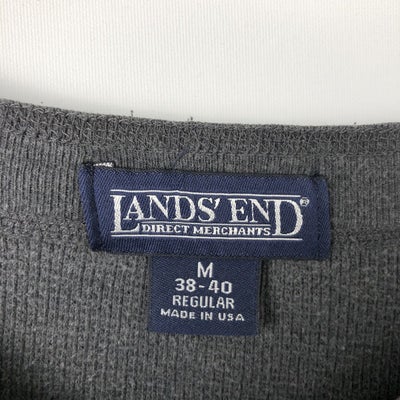 LANDS' END®
DIRECT MERCHANTS
M
38-40
REGULAR
MADE IN USA